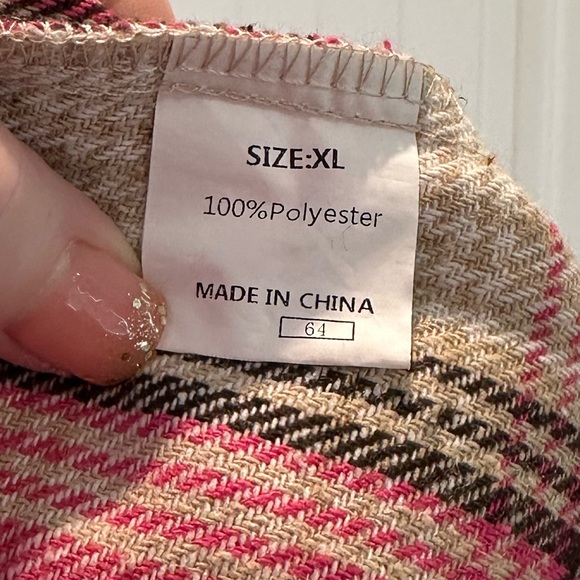 SIZE:XL
100%Polyester
MADE IN CHINA
64